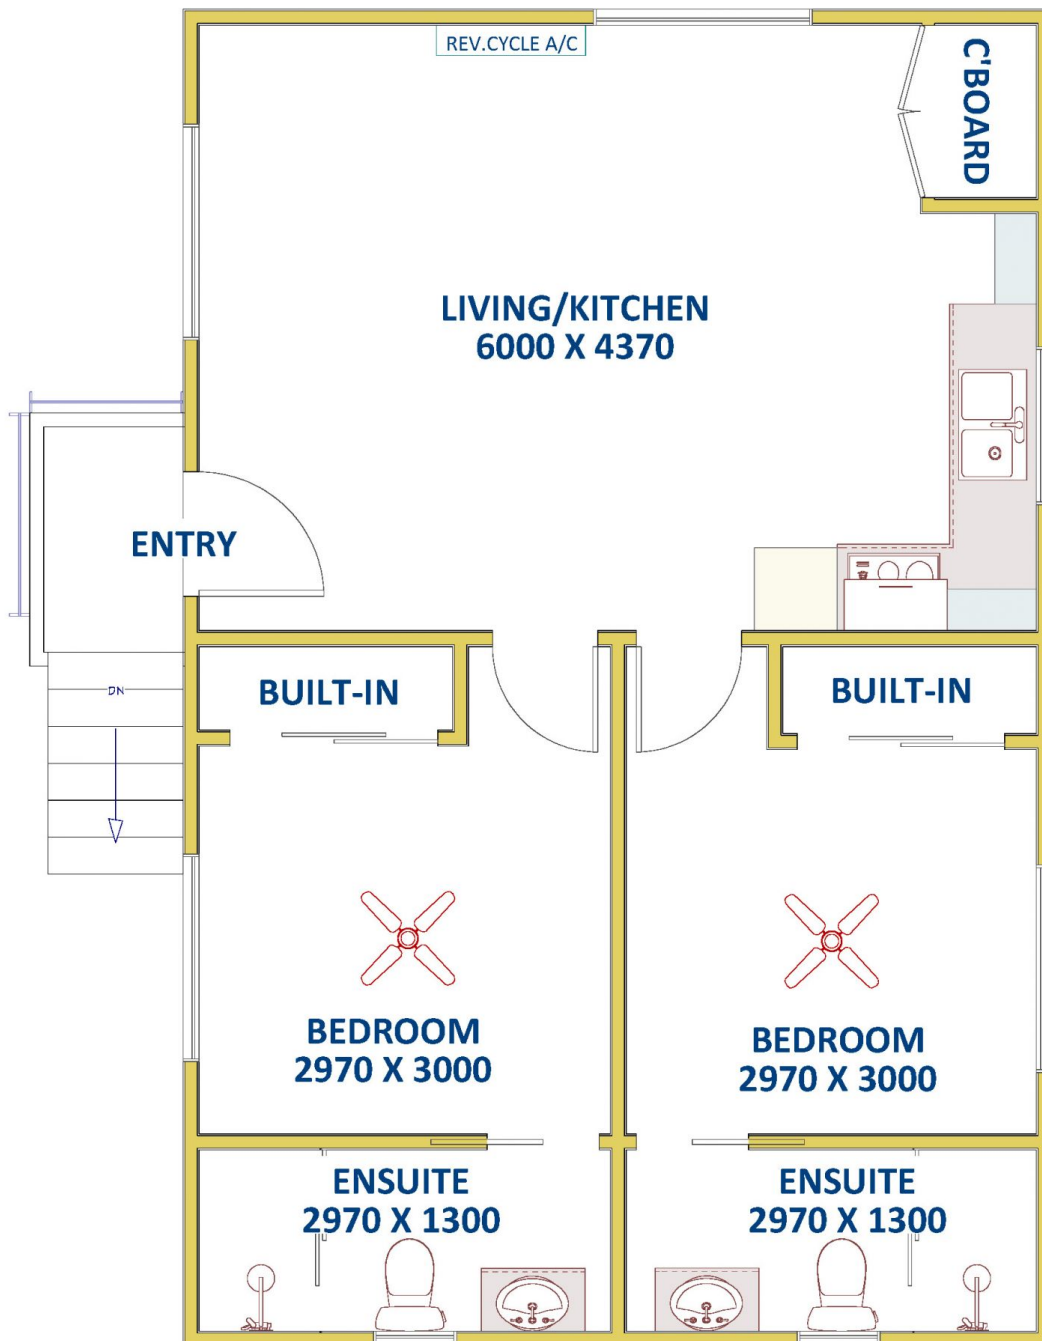 REV.CYCLE A/C
C'BOARD
LIVING/KITCHEN
6000 X 4370
ENTRY
BUILT-IN
BUILT-IN
DN
BEDROOM
2970 X 3000
BEDROOM
2970 X 3000
ENSUITE
2970 X 1300
ENSUITE
2970 X 1300